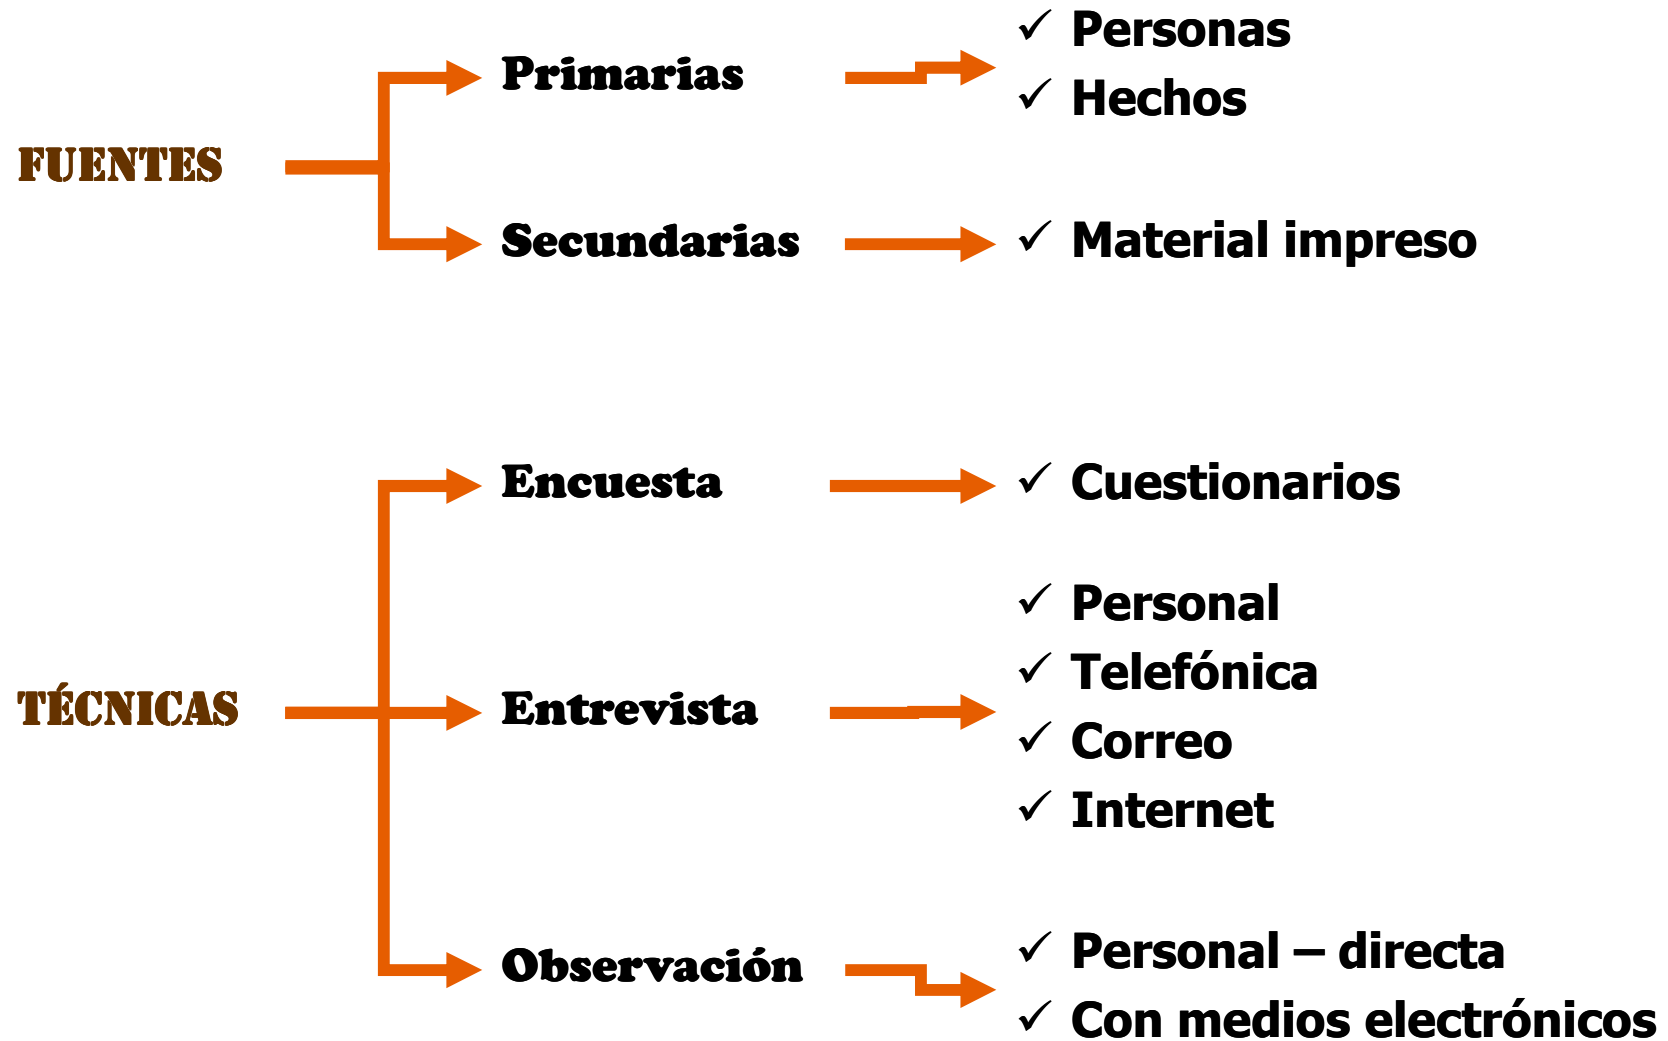 FUENTES
Primarias
✓ Personas
✓ Hechos
Secundarias
✓ Material impreso
TÉCNICAS
Encuesta
✓ Cuestionarios
Entrevista
✓ Personal
✓ Telefónica
✓ Correo
✓ Internet
Observación
✓ Personal – directa
✓ Con medios electrónicos